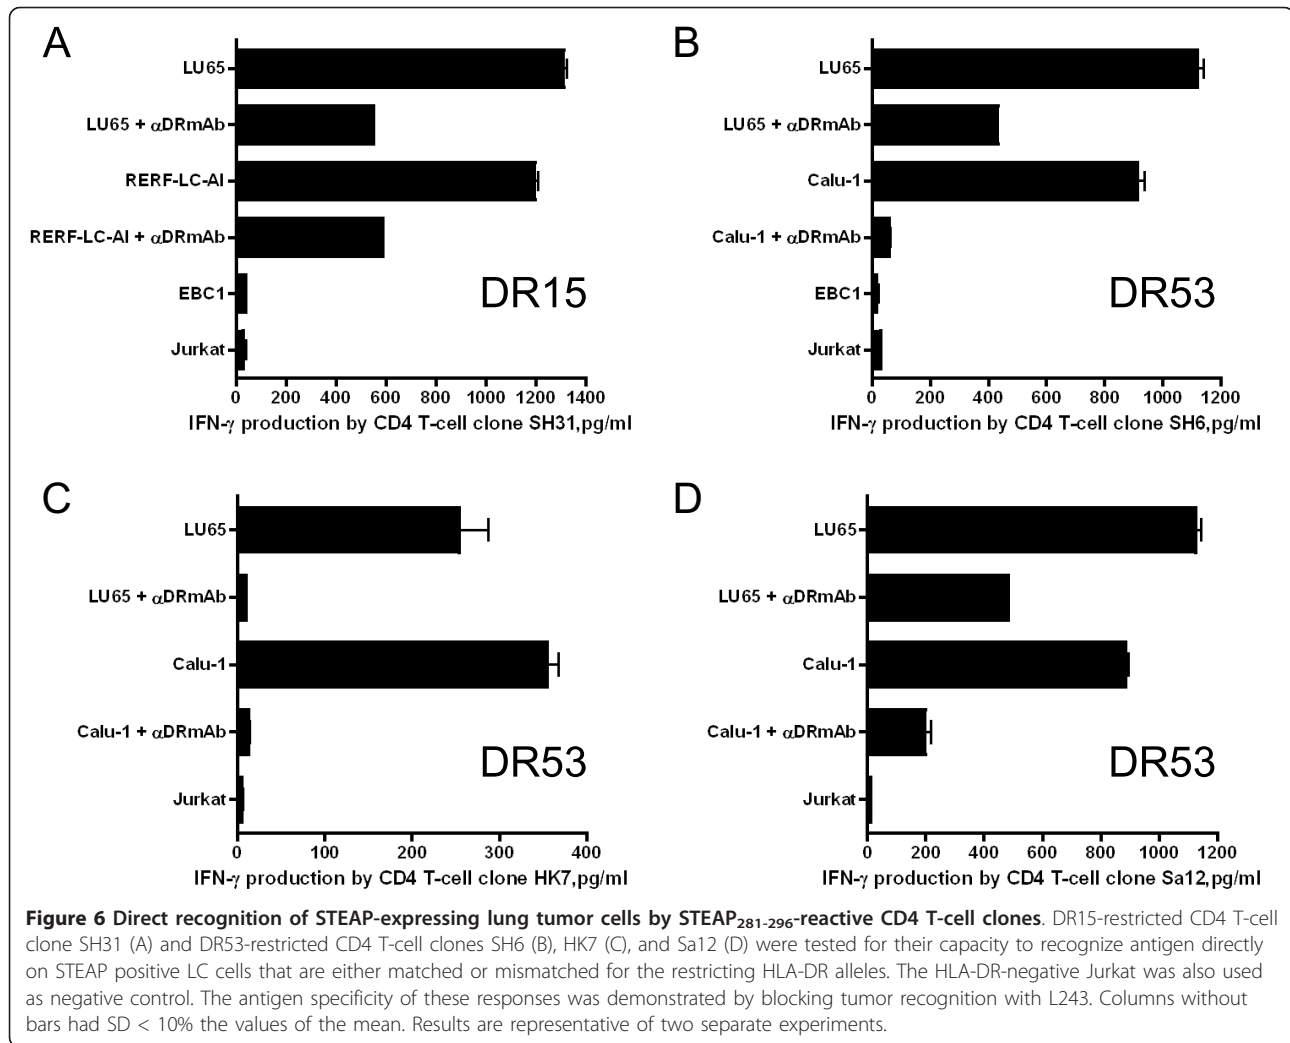 A
LU65
LU65 + αDRmAb
RERF-LC-AI
RERF-LC-AI + αDRmAb
EBC1
Jurkat
DR15
0 200 400 600 800 1000 1200 1400
IFN-γ production by CD4 T-cell clone SH31,pg/ml
B
LU65
LU65 + αDRmAb
Calu-1
Calu-1 + αDRmAb
EBC1
Jurkat
DR53
0 200 400 600 800 1000 1200
IFN-γ production by CD4 T-cell clone SH6,pg/ml
C
LU65
LU65 + αDRmAb
Calu-1
Calu-1 + αDRmAb
Jurkat
DR53
0 100 200 300 400
IFN-γ production by CD4 T-cell clone HK7,pg/ml
D
LU65
LU65 + αDRmAb
Calu-1
Calu-1 + αDRmAb
Jurkat
DR53
0 200 400 600 800 1000 1200
IFN-γ production by CD4 T-cell clone Sa12,pg/ml
Figure 6 Direct recognition of STEAP-expressing lung tumor cells by STEAP281-296-reactive CD4 T-cell clones. DR15-restricted CD4 T-cell
clone SH31 (A) and DR53-restricted CD4 T-cell clones SH6 (B), HK7 (C), and Sa12 (D) were tested for their capacity to recognize antigen directly
on STEAP positive LC cells that are either matched or mismatched for the restricting HLA-DR alleles. The HLA-DR-negative Jurkat was also used
as negative control. The antigen specificity of these responses was demonstrated by blocking tumor recognition with L243. Columns without
bars had SD < 10% the values of the mean. Results are representative of two separate experiments.